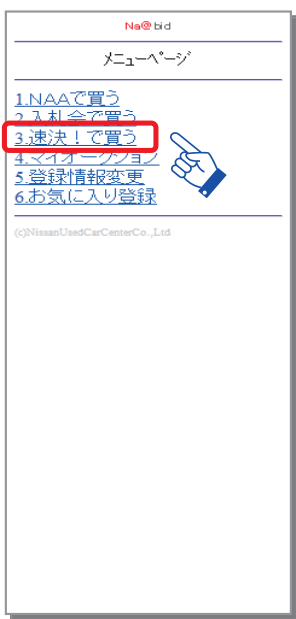 Na@bid
メニューページ
1.NAAで買う
2.入札会で買う
3.速決！で買う
4.マイオークション
5.登録情報変更
6.お気に入り登録
(c)NissanUsedCarCenterCo.,Ltd